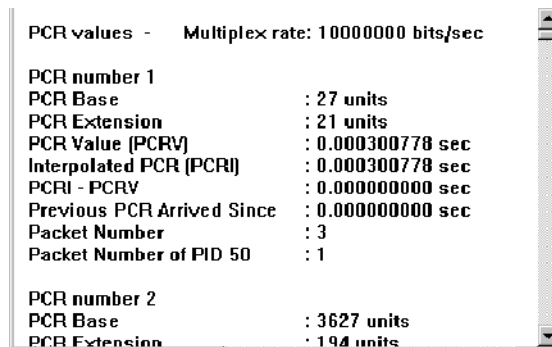 PCR values - Multiplex rate: 10000000 bits/sec
PCR number 1
PCR Base : 27 units
PCR Extension : 21 units
PCR Value (PCRV) : 0.000300778 sec
Interpolated PCR (PCRI) : 0.000300778 sec
PCRI - PCRV : 0.000000000 sec
Previous PCR Arrived Since : 0.000000000 sec
Packet Number : 3
Packet Number of PID 50 : 1
PCR number 2
PCR Base : 3627 units
PCR Extension : 194 units